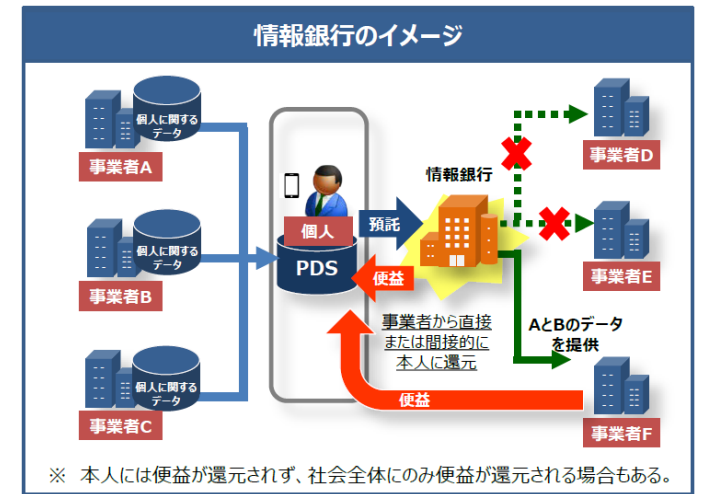 情報銀行のイメージ
個人に関する
データ
事業者A
個人に関する
データ
事業者B
個人に関する
データ
事業者C
個人
PDS
預託
便益
情報銀行
事業者から直接
または間接的に
本人に還元
便益
事業者D
事業者E
AとBのデータ
を提供
事業者F
※ 本人には便益が還元されず、社会全体にのみ便益が還元される場合もある。